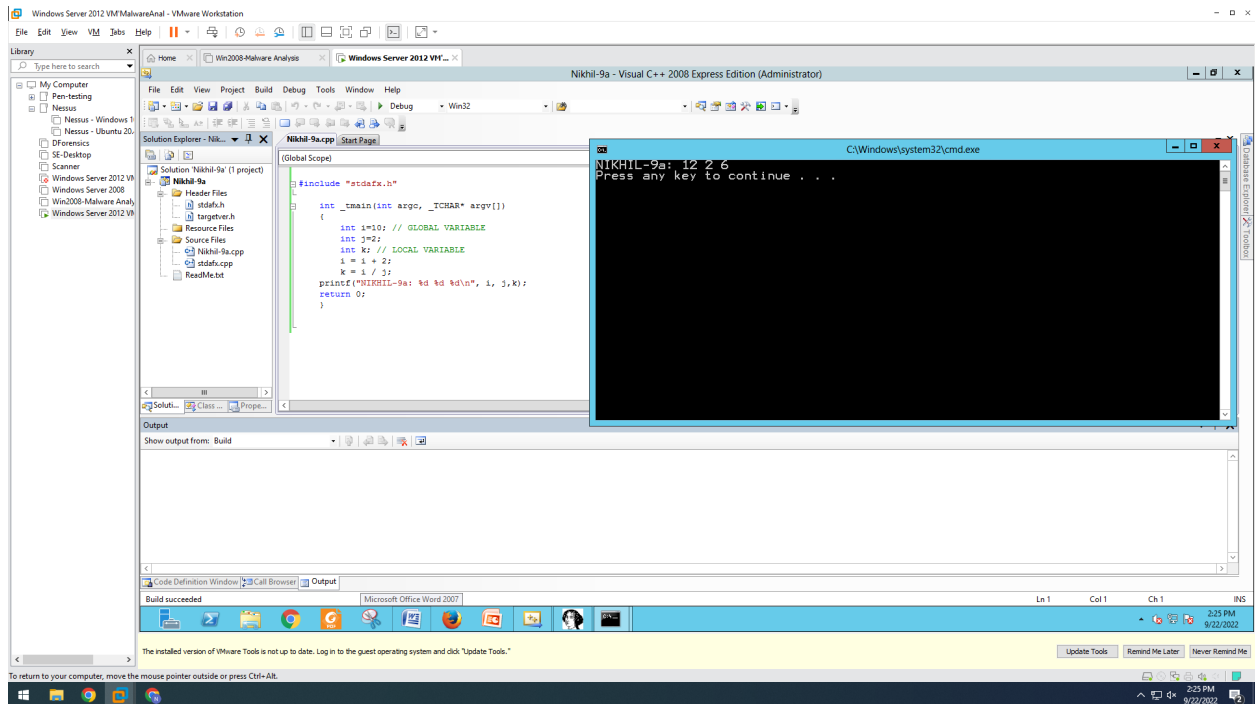 Windows Server 2012 VM'MalwareAnal - VMware Workstation
File Edit View VM Tabs Help
Library
Type here to search
My Computer
Pen-testing
Nessus
Nessus - Windows 1
Nessus - Ubuntu 20.
DForensics
SE-Desktop
Scanner
Windows Server 2012 VM
Windows Server 2008
Win2008-Malware Analy
Windows Server 2012 VM
Home
Win2008-Malware Analysis
Windows Server 2012 VM'...
Nikhil-9a - Visual C++ 2008 Express Edition (Administrator)
File Edit View Project Build Debug Tools Window Help
Debug Win32
Solution Explorer - Nik...
Solution 'Nikhil-9a' (1 project)
Nikhil-9a
Header Files
stdafx.h
targetver.h
Resource Files
Source Files
Nikhil-9a.cpp
stdafx.cpp
ReadMe.txt
Soluti... Class ... Prope...
Nikhil-9a.cpp Start Page
(Global Scope)
#include "stdafx.h"
int _tmain(int argc, _TCHAR* argv[])
{
int i=10; // GLOBAL VARIABLE
int j=2;
int k; // LOCAL VARIABLE
i = i + 2;
k = i / j;
printf("NIKHIL-9a: %d %d %d\n", i, j,k);
return 0;
}
C:\Windows\system32\cmd.exe
NIKHIL-9a: 12 2 6
Press any key to continue . . .
Database Explorer
Toolbox
Output
Show output from: Build
Code Definition Window Call Browser Output
Build succeeded
Microsoft Office Word 2007
Ln 1 Col 1 Ch 1 INS
2:25 PM
9/22/2022
The installed version of VMware Tools is not up to date. Log in to the guest operating system and click "Update Tools."
Update Tools Remind Me Later Never Remind Me
To return to your computer, move the mouse pointer outside or press Ctrl+Alt.
2:25 PM
9/22/2022